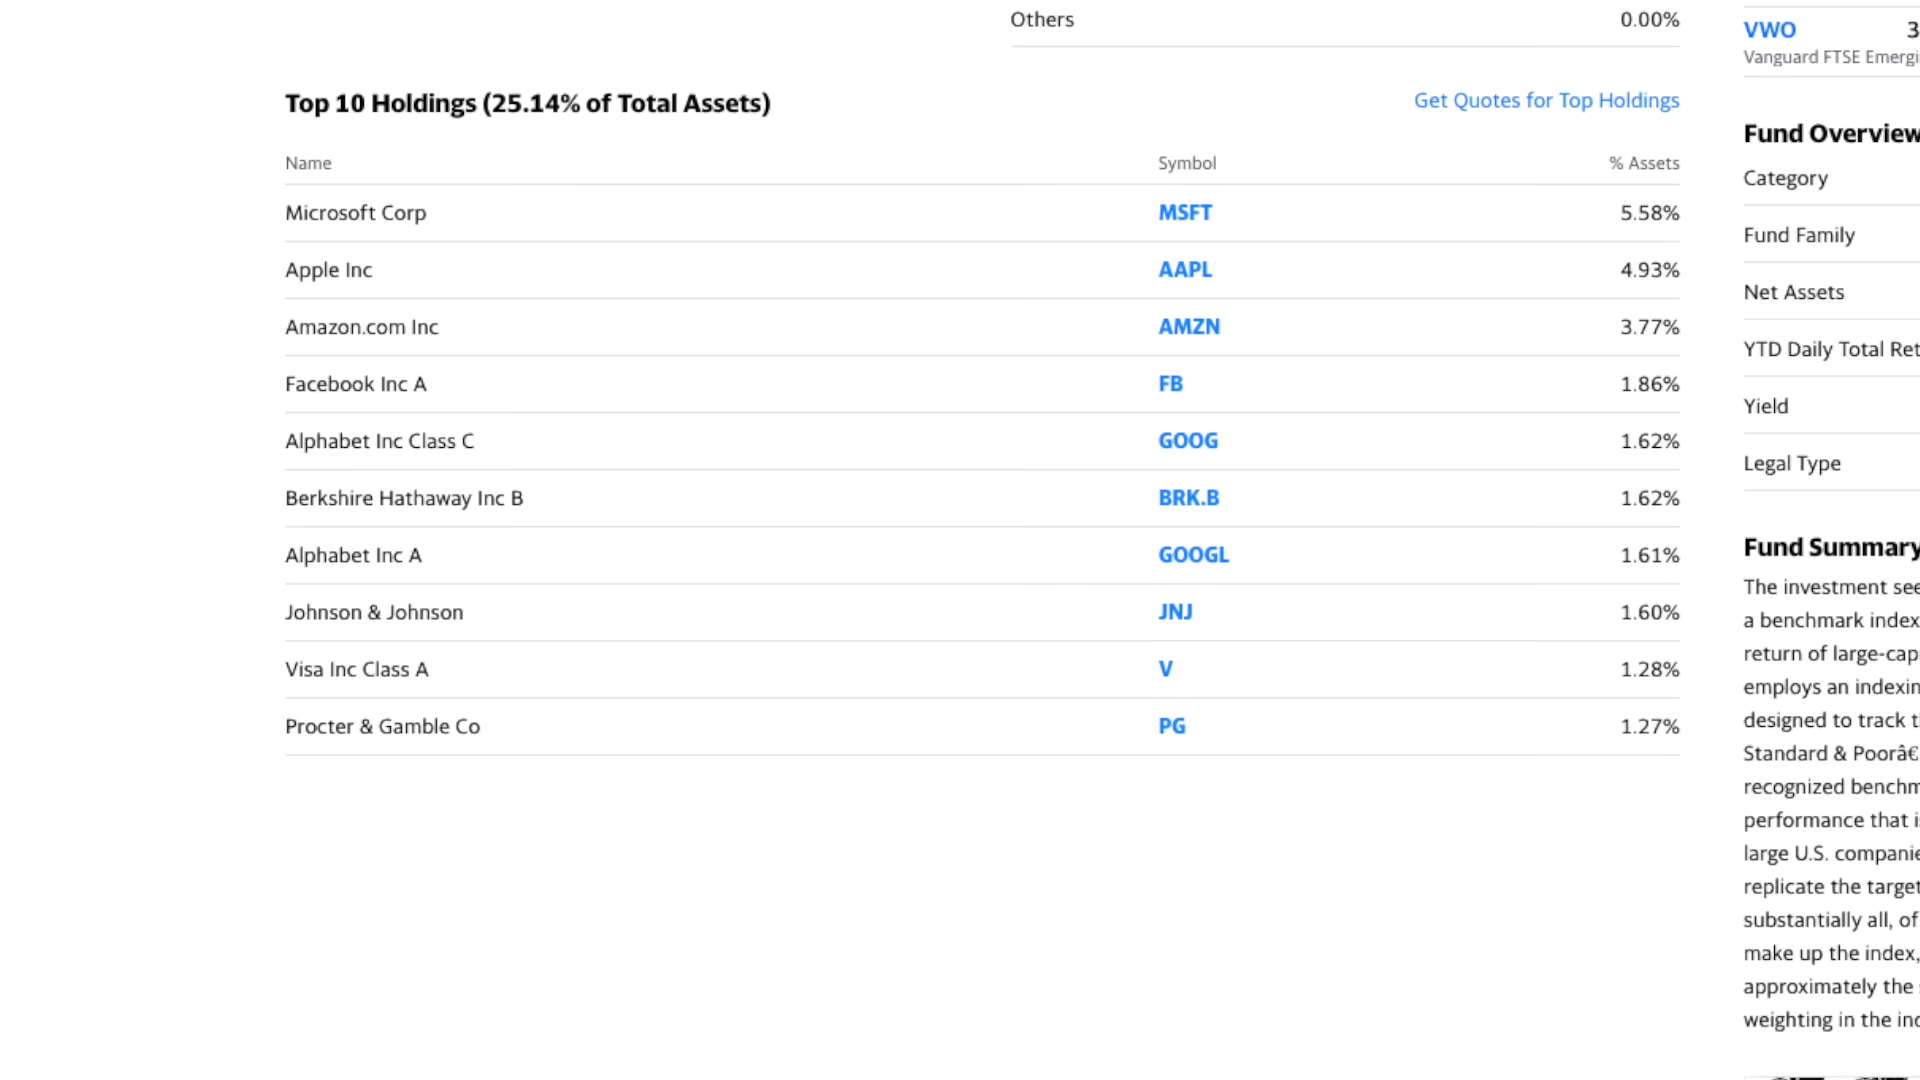 Others 0.00%
Top 10 Holdings (25.14% of Total Assets) Get Quotes for Top Holdings
Name Symbol % Assets
Microsoft Corp MSFT 5.58%
Apple Inc AAPL 4.93%
Amazon.com Inc AMZN 3.77%
Facebook Inc A FB 1.86%
Alphabet Inc Class C GOOG 1.62%
Berkshire Hathaway Inc B BRK.B 1.62%
Alphabet Inc A GOOGL 1.61%
Johnson & Johnson JNJ 1.60%
Visa Inc Class A V 1.28%
Procter & Gamble Co PG 1.27%
VWO 3
Vanguard FTSE Emergi
Fund Overview
Category
Fund Family
Net Assets
YTD Daily Total Ret
Yield
Legal Type
Fund Summary
The investment see
a benchmark index
return of large-cap
employs an indexin
designed to track t
Standard & Poorâ€
recognized benchm
performance that i
large U.S. companie
replicate the target
substantially all, of
make up the index,
approximately the
weighting in the in